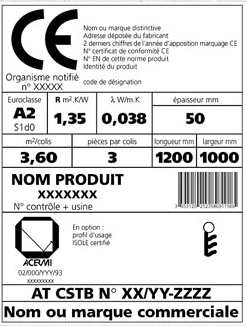 CE
Nom ou marque distinctive
Adresse déposée du fabricant
2 derniers chiffres de l'année d'apposition marquage CE
N° certificat de conformité CE
N° EN de cette norme produit
Identité du produit
Organisme notifié
n° XXXXX
code de désignation
Euroclasse
A2
S1d0
R m².K/W
1,35
λ W/m.K
0,038
épaisseur mm
50
m²/colis
3,60
pièces par colis
3
longueur mm
1200
largeur mm
1000
NOM PRODUIT
XXXXXXXX
N° contrôle + usine
ACERMI
02/000/YYY/93
XXXXXXXXX
En option :
profil d'usage
ISOLE certifié
AT CSTB N° XX/YY-ZZZZ
Nom ou marque commerciale